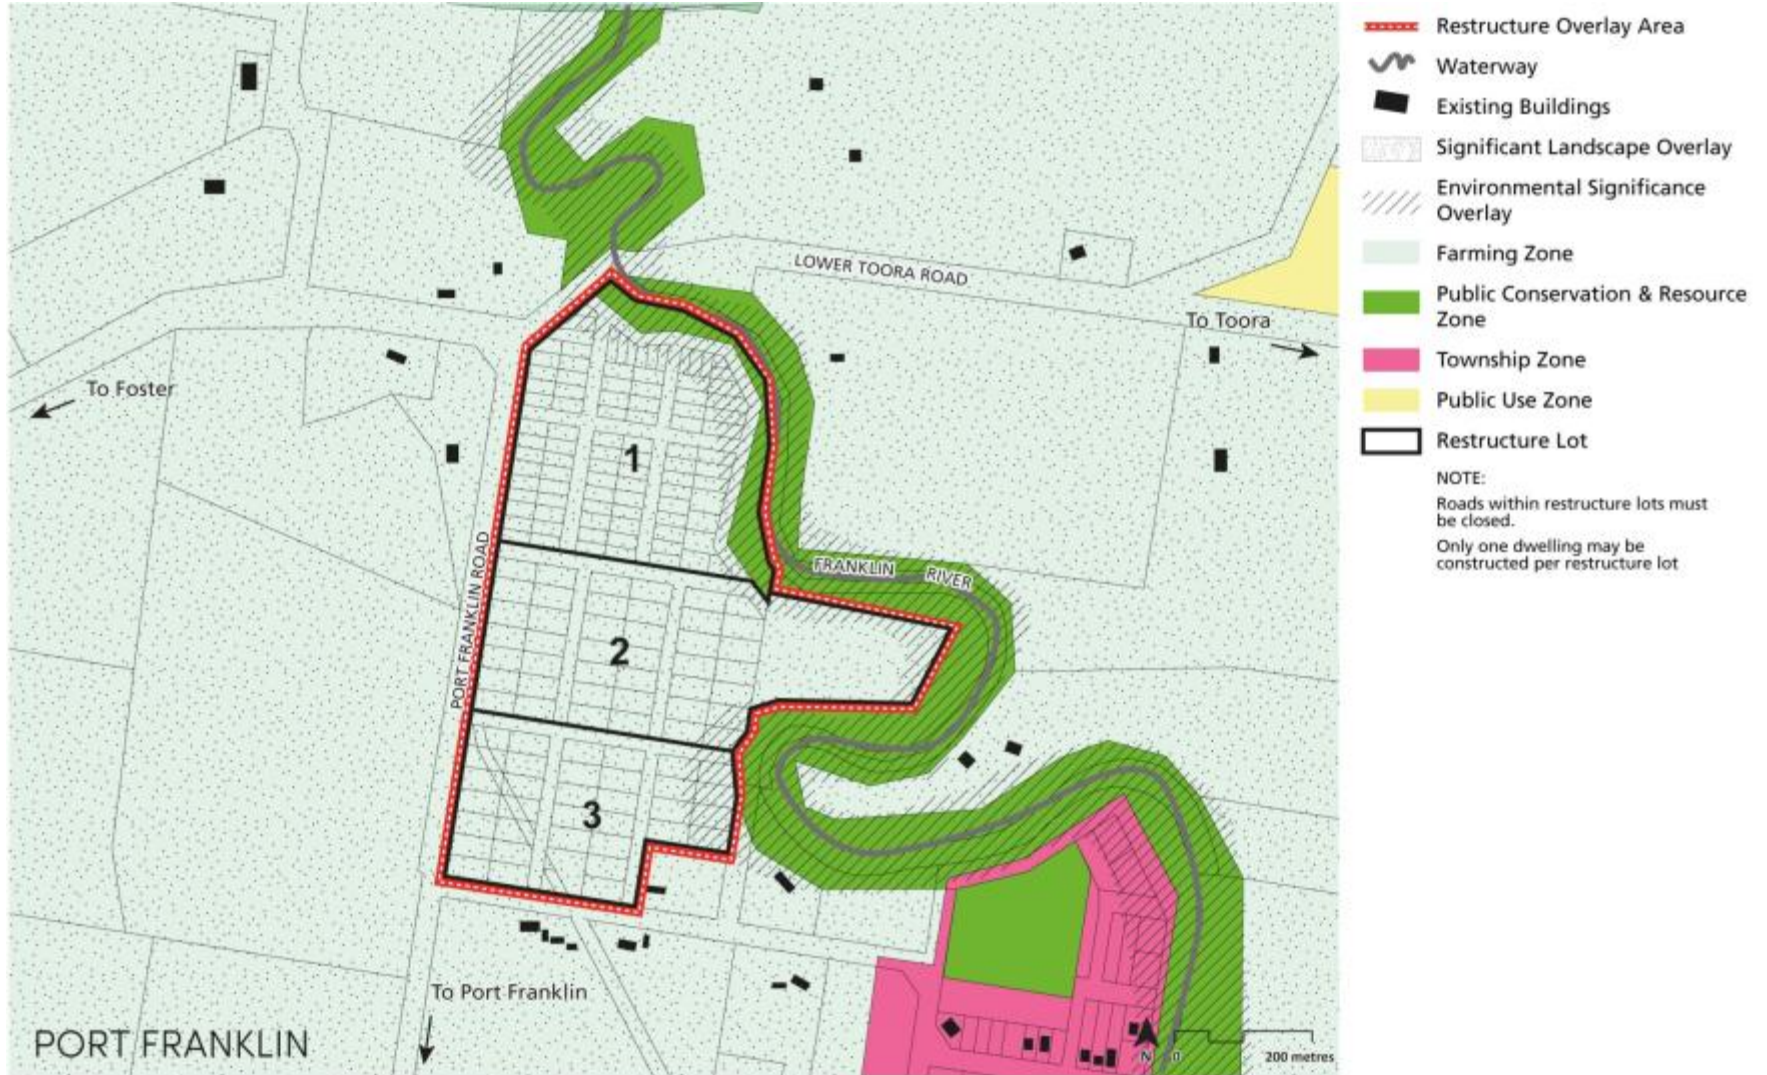 Restructure Overlay Area
Waterway
Existing Buildings
Significant Landscape Overlay
Environmental Significance
Overlay
Farming Zone
Public Conservation & Resource
Zone
Township Zone
Public Use Zone
Restructure Lot
NOTE:
Roads within restructure lots must
be closed.
Only one dwelling may be
constructed per restructure lot
LOWER TOORA ROAD
To Toora
To Foster
1
PORT FRANKLIN ROAD
FRANKLIN RIVER
2
3
To Port Franklin
PORT FRANKLIN
N 0 200 metres